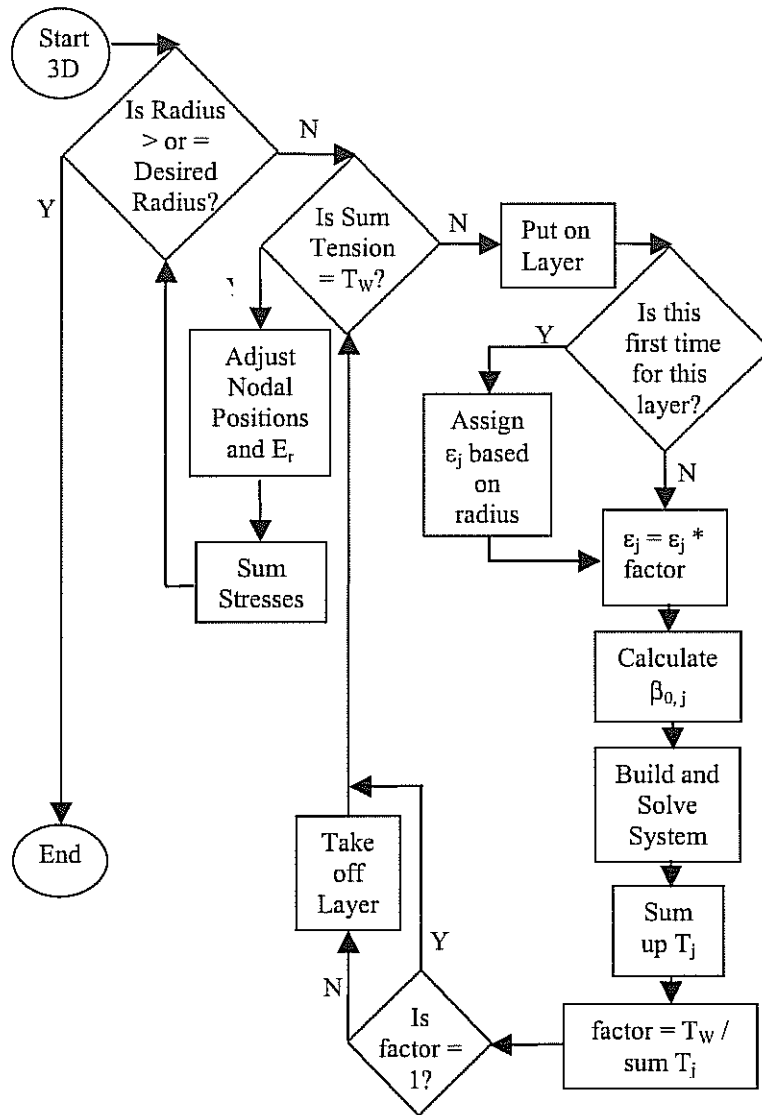 Start
3D
Is Radius
> or =
Desired
Radius?
N
Y
Is Sum
Tension
= T_W?
N
Put on
Layer
Is this
first time
for this
layer?
Y
N
Adjust
Nodal
Positions
and E_r
Sum
Stresses
Assign
ε_j based
on
radius
ε_j = ε_j *
factor
Calculate
β_0, j
Build and
Solve
System
Sum
up T_j
factor = T_W /
sum T_j
Is
factor =
1?
Y
N
Take
off
Layer
End